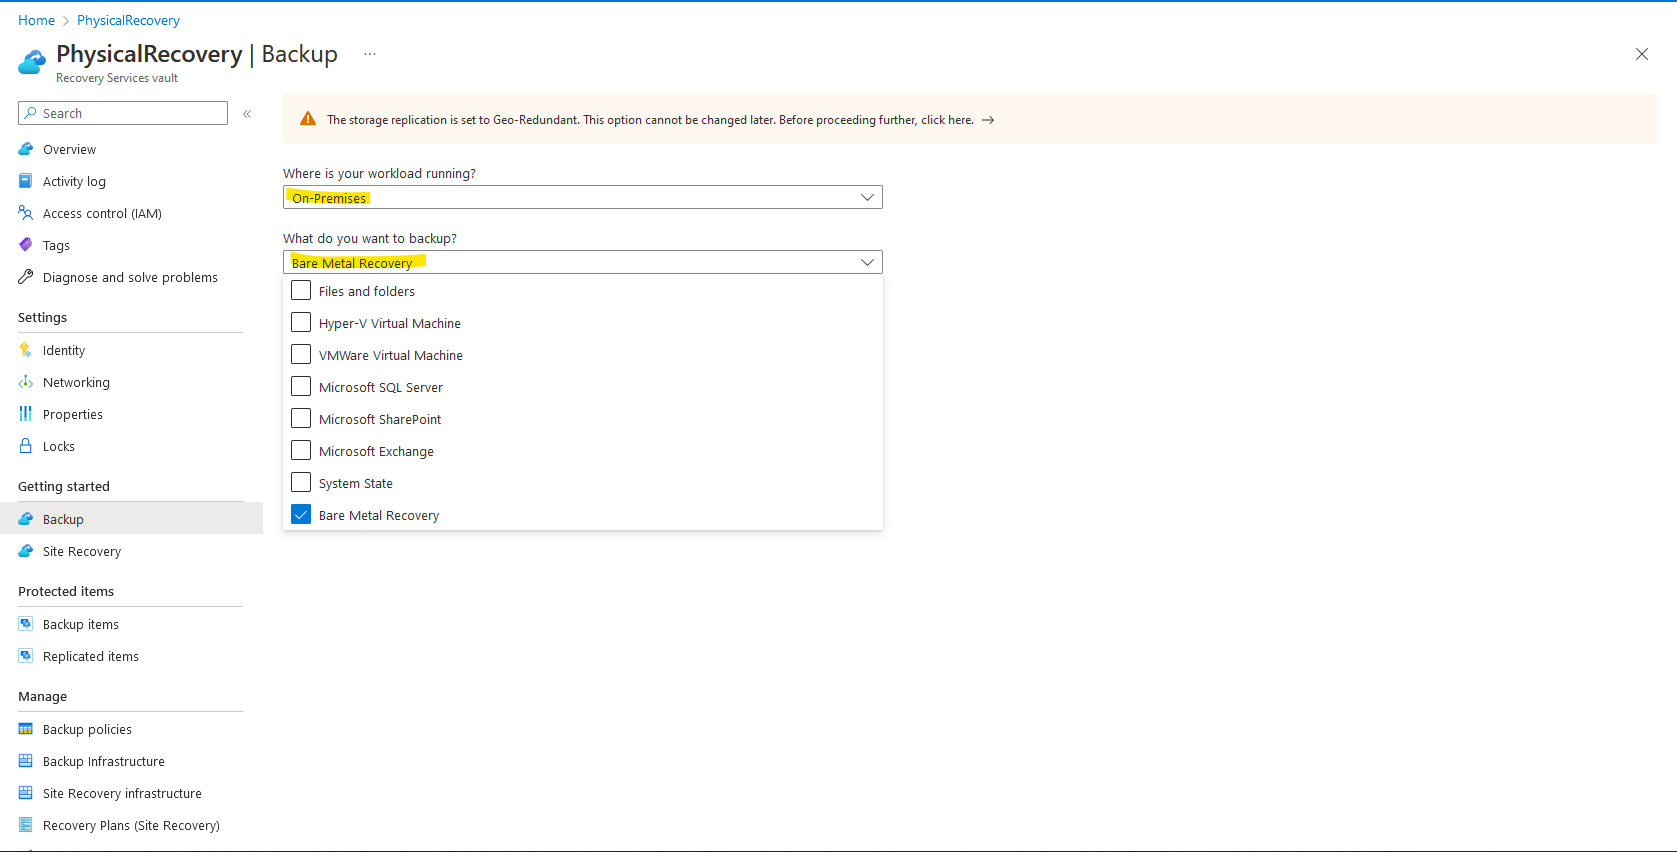 Home > PhysicalRecovery
PhysicalRecovery | Backup ...
Recovery Services vault
Search «
Overview
Activity log
Access control (IAM)
Tags
Diagnose and solve problems
Settings
Identity
Networking
Properties
Locks
Getting started
Backup
Site Recovery
Protected items
Backup items
Replicated items
Manage
Backup policies
Backup Infrastructure
Site Recovery infrastructure
Recovery Plans (Site Recovery)
The storage replication is set to Geo-Redundant. This option cannot be changed later. Before proceeding further, click here. →
Where is your workload running?
On-Premises
What do you want to backup?
Bare Metal Recovery
Files and folders
Hyper-V Virtual Machine
VMWare Virtual Machine
Microsoft SQL Server
Microsoft SharePoint
Microsoft Exchange
System State
Bare Metal Recovery